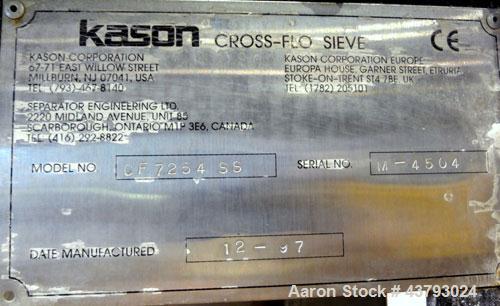 kason CROSS-FLO SIEVE CE
KASON CORPORATION
67-71 EAST WILLOW STREET
MILLBURN, NJ 07041, USA
TEL. (793) 467-8140
KASON CORPORATION EUROPE
EUROPA HOUSE, GARNER STREET, ETRURIA
STOKE-ON-TRENT ST4 7BE, UK
TEL. (1782) 205101
SEPARATOR ENGINEERING LTD.
2220 MIDLAND AVENUE, UNIT 85
SCARBOROUGH, ONTARIO M1P 3E6, CANADA
TEL. (416) 292-8822
MODEL NO CF7254 SS SERIAL NO. M-4504
DATE MANUFACTURED 12-97
Aaron Stock # 43793024